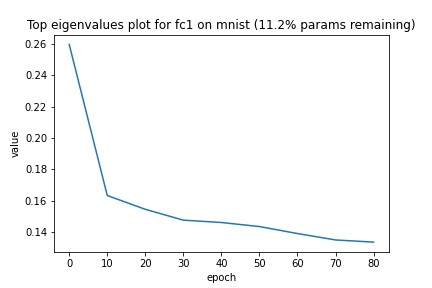 Top eigenvalues plot for fc1 on mnist (11.2% params remaining)
0.26
0.24
0.22
0.20
0.18
0.16
0.14
value
0 10 20 30 40 50 60 70 80
epoch